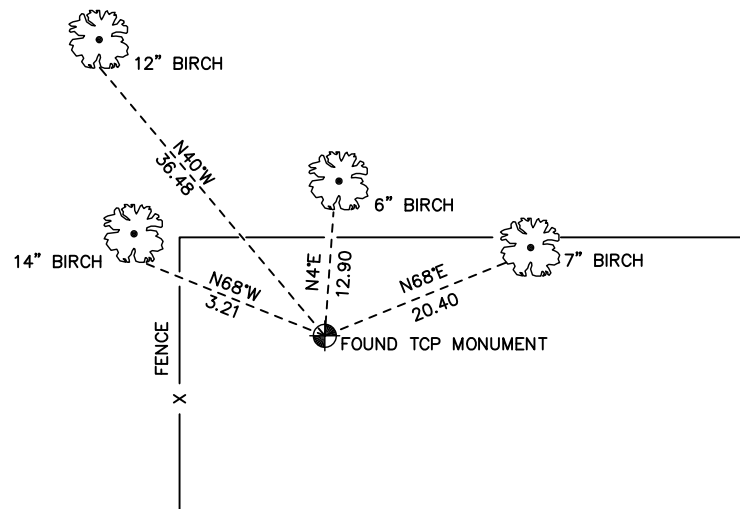 12” BIRCH
N40°W
36.48
6” BIRCH
14” BIRCH
7” BIRCH
N4°E
12.90
N68°W
3.21
N68°E
20.40
FOUND TCP MONUMENT
FENCE
X